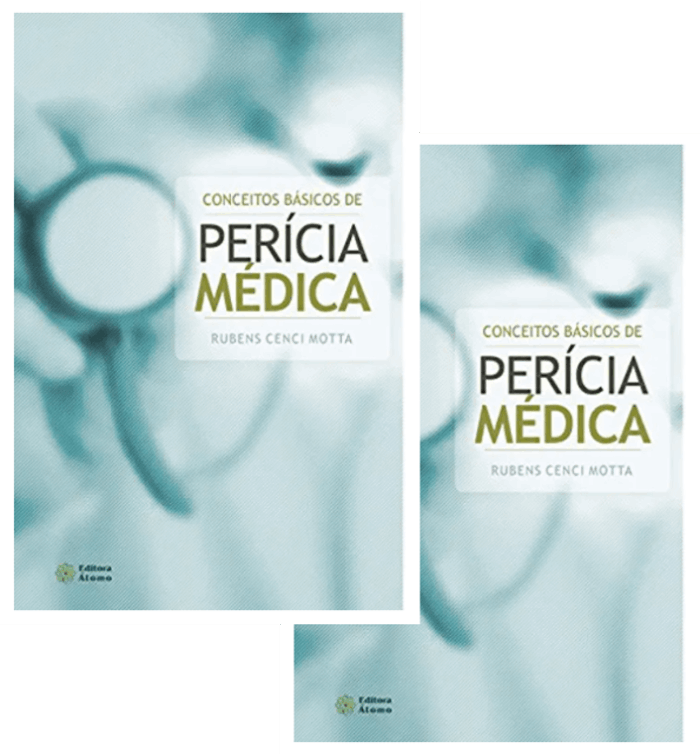 CONCEITOS BÁSICOS DE
PERÍCIA
MÉDICA
RUBENS CENCI MOTTA
Editora
Átomo
CONCEITOS BÁSICOS DE
PERÍCIA
MÉDICA
RUBENS CENCI MOTTA
Editora
Átomo